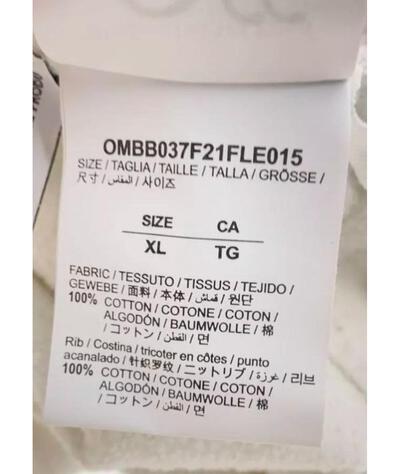 OMBB037F21FLE015
SIZE / TAGLIA / TAILLE / TALLA / GRÖSSE /
尺寸 / المقاس / 사이즈
SIZE CA
XL TG
FABRIC / TESSUTO / TISSUS / TEJIDO /
GEWEBE / 面料 / 本体 / قماش / 원단
100% COTTON / COTONE / COTON /
ALGODÓN / BAUMWOLLE / 棉
/ コットン / القطن / 면
Rib / Costina / tricoter en côtes / punto
acanalado / 针织罗纹 / ニットリブ / غرزة / 리브
100% COTTON / COTONE / COTON /
ALGODÓN / BAUMWOLLE / 棉
/ コットン / القطن / 면